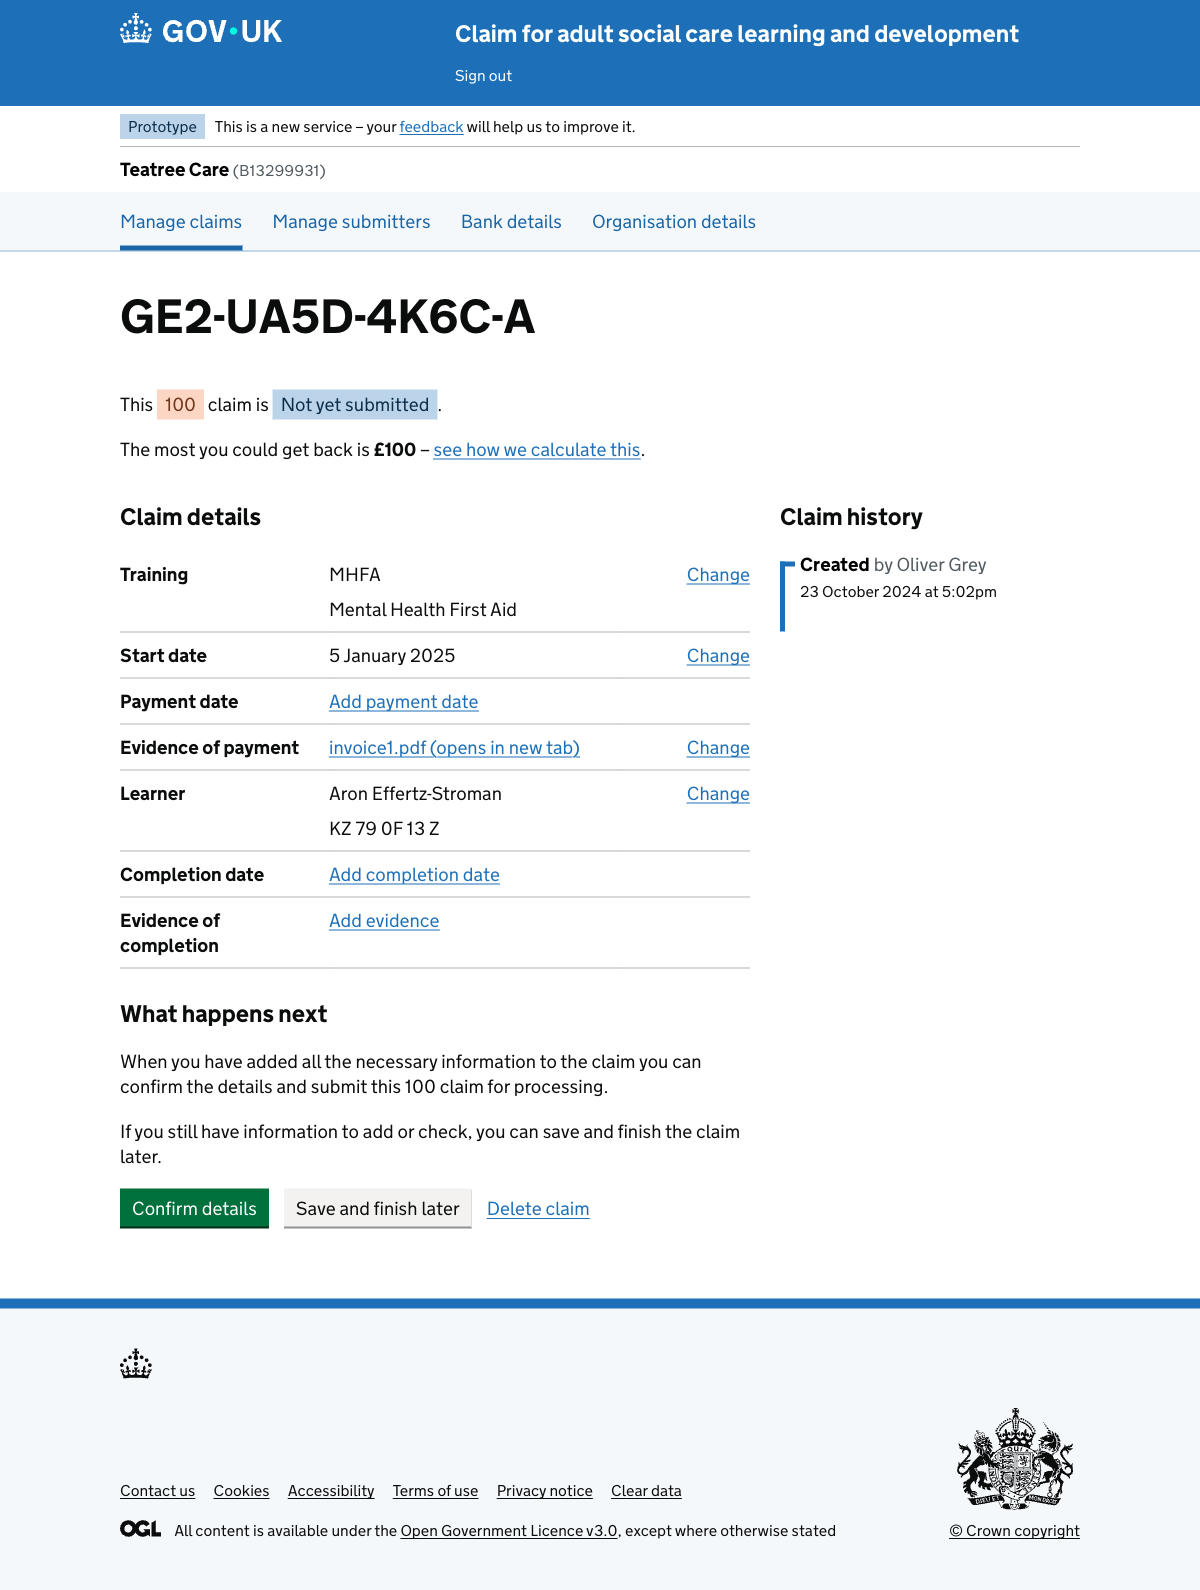 GOV·UK
Claim for adult social care learning and development
Sign out
Prototype This is a new service – your feedback will help us to improve it.
Teatree Care (B13299931)
Manage claims Manage submitters Bank details Organisation details
GE2-UA5D-4K6C-A
This 100 claim is Not yet submitted.
The most you could get back is £100 – see how we calculate this.
Claim details
Training MHFA Change
Mental Health First Aid
Start date 5 January 2025 Change
Payment date Add payment date
Evidence of payment invoice1.pdf (opens in new tab) Change
Learner Aron Effertz-Stroman Change
KZ 79 0F 13 Z
Completion date Add completion date
Evidence of Add evidence
completion
Claim history
Created by Oliver Grey
23 October 2024 at 5:02pm
What happens next
When you have added all the necessary information to the claim you can
confirm the details and submit this 100 claim for processing.
If you still have information to add or check, you can save and finish the claim
later.
Confirm details Save and finish later Delete claim
Contact us Cookies Accessibility Terms of use Privacy notice Clear data
OGL All content is available under the Open Government Licence v3.0, except where otherwise stated
© Crown copyright